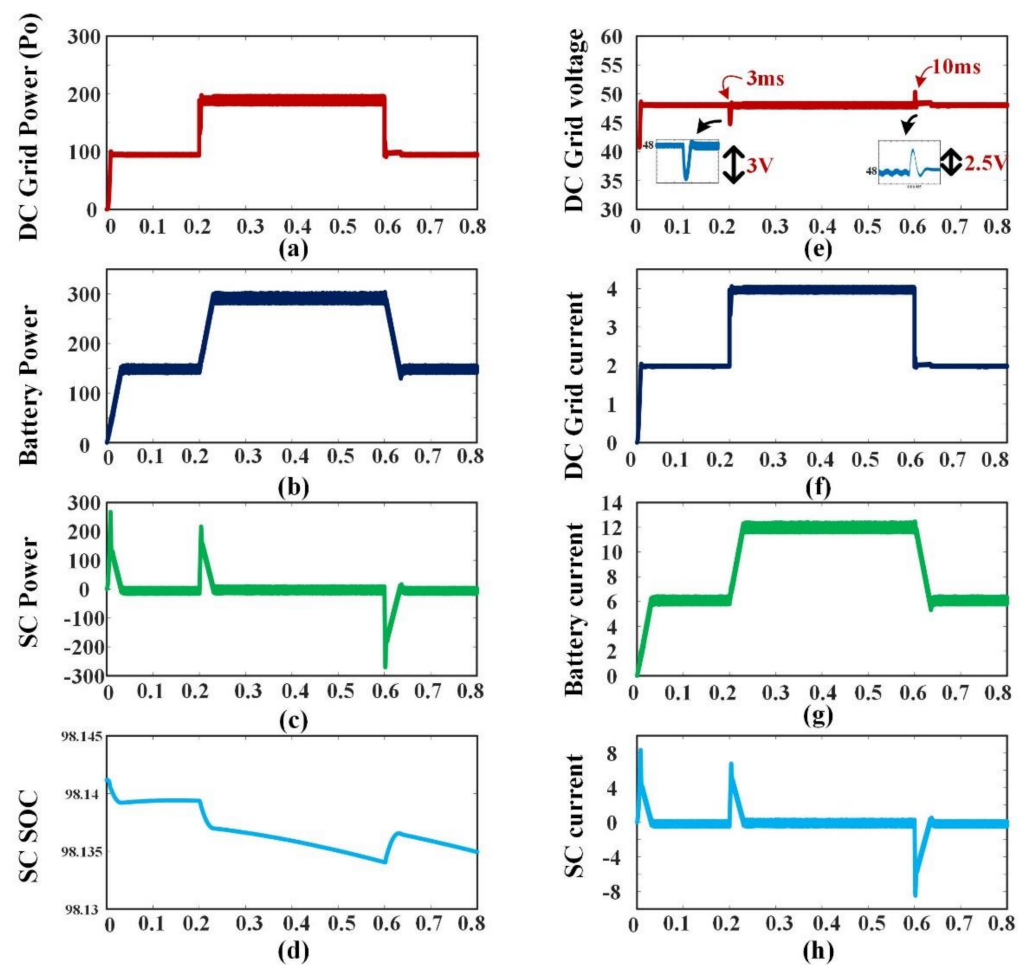 DC Grid Power (Po)
300
200
100
0
0 0.1 0.2 0.3 0.4 0.5 0.6 0.7 0.8
(a)
DC Grid voltage
60
55
50
45
40
35
30
3ms
10ms
48
3V
48
2.5V
0 0.1 0.2 0.3 0.4 0.5 0.6 0.7 0.8
(e)
Battery Power
300
200
150
0
0 0.1 0.2 0.3 0.4 0.5 0.6 0.7 0.8
(b)
DC Grid current
4
3
2
1
0
0 0.1 0.2 0.3 0.4 0.5 0.6 0.7 0.8
(f)
SC Power
300
200
100
0
-100
-200
-300
0 0.1 0.2 0.3 0.4 0.5 0.6 0.7 0.8
(c)
Battery current
14
12
10
8
6
4
2
0
0 0.1 0.2 0.3 0.4 0.5 0.6 0.7 0.8
(g)
SC SOC
98.145
98.14
98.135
98.13
0 0.1 0.2 0.3 0.4 0.5 0.6 0.7 0.8
(d)
SC current
8
4
0
-4
-8
0 0.1 0.2 0.3 0.4 0.5 0.6 0.7 0.8
(h)